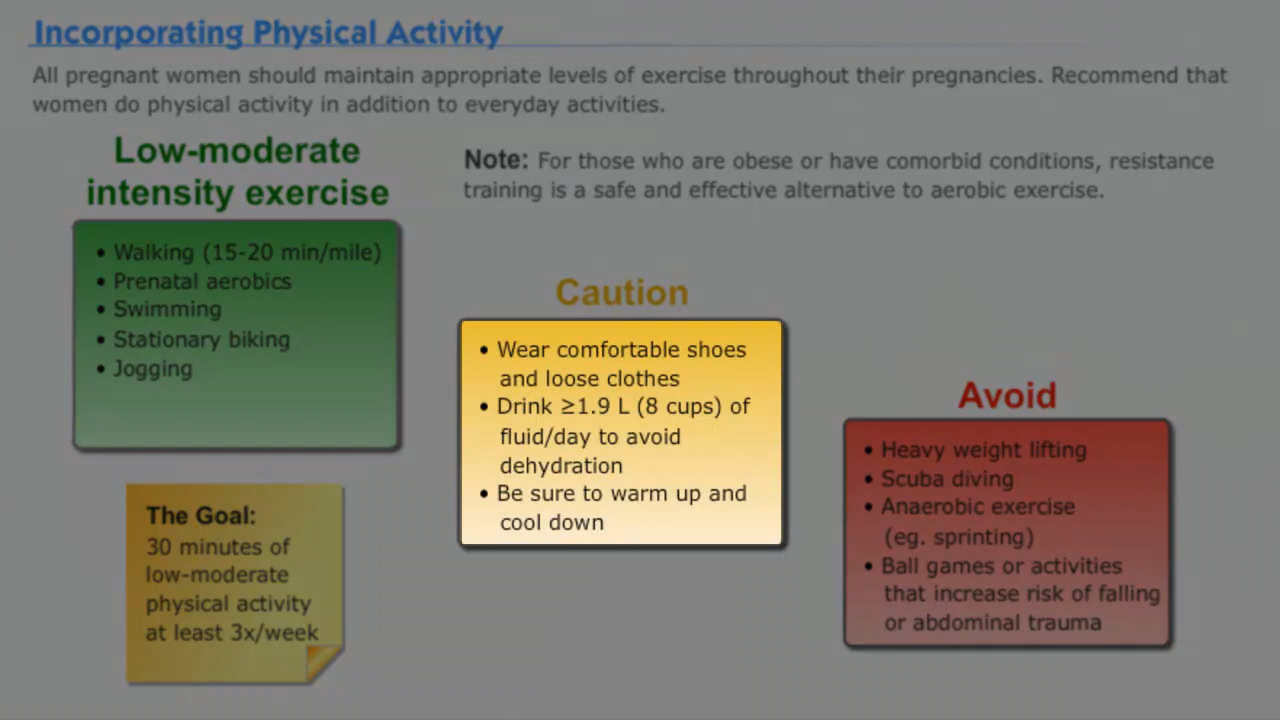 Incorporating Physical Activity
All pregnant women should maintain appropriate levels of exercise throughout their pregnancies. Recommend that
women do physical activity in addition to everyday activities.
Low-moderate
intensity exercise
• Walking (15-20 min/mile)
• Prenatal aerobics
• Swimming
• Stationary biking
• Jogging
The Goal:
30 minutes of
low-moderate
physical activity
at least 3x/week
Note: For those who are obese or have comorbid conditions, resistance
training is a safe and effective alternative to aerobic exercise.
Caution
• Wear comfortable shoes
and loose clothes
• Drink ≥1.9 L (8 cups) of
fluid/day to avoid
dehydration
• Be sure to warm up and
cool down
Avoid
• Heavy weight lifting
• Scuba diving
• Anaerobic exercise
(eg. sprinting)
• Ball games or activities
that increase risk of falling
or abdominal trauma